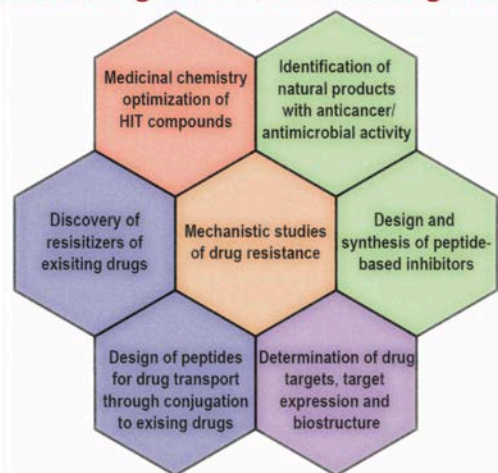 Medicinal chemistry
optimization of
HIT compounds
Identification of
natural products
with anticancer/
antimicrobial activity
Discovery of
resisitizers of
exisiting drugs
Mechanistic studies
of drug resistance
Design and
synthesis of peptide-
based inhibitors
Design of peptides
for drug transport
through conjugation
to exising drugs
Determination of drug
targets, target
expression and
biostructure